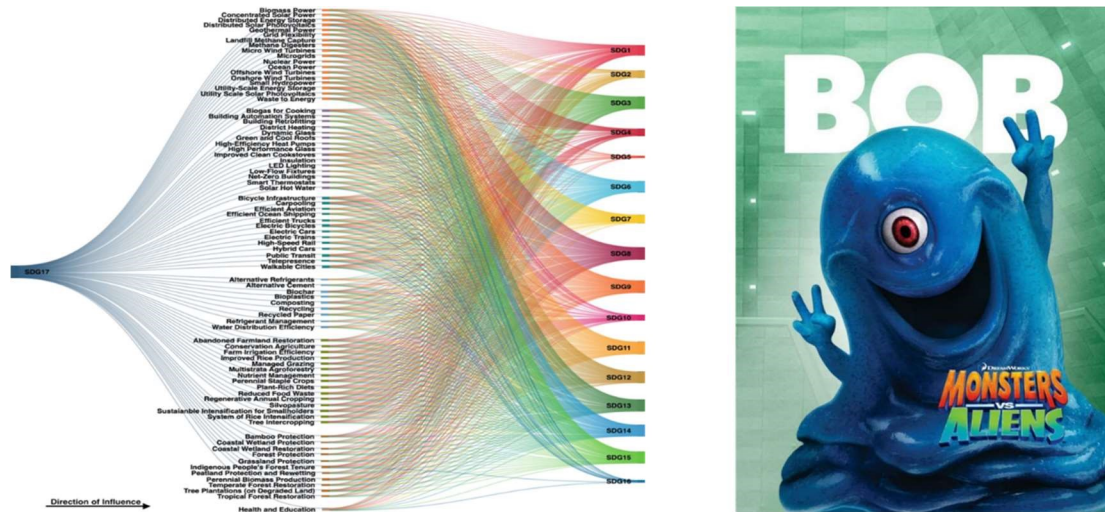 SDG17
Biomass Power
Concentrated Solar Power
Distributed Energy Storage
Distributed Solar Photovoltaics
Geothermal Power
Grid Flexibility
Landfill Methane Capture
Methane Digesters
Micro Wind Turbines
Microgrids
Nuclear Power
Ocean Power
Offshore Wind Turbines
Onshore Wind Turbines
Small Hydropower
Utility-Scale Energy Storage
Utility Scale Solar Photovoltaics
Waste to Energy
Biogas for Cooking
Building Automation Systems
Building Retrofitting
District Heating
Dynamic Glass
Green and Cool Roofs
High-Efficiency Heat Pumps
High Performance Glass
Improved Clean Cookstoves
Insulation
LED Lighting
Low-Flow Fixtures
Net-Zero Buildings
Smart Thermostats
Solar Hot Water
Bicycle Infrastructure
Carpooling
Efficient Aviation
Efficient Ocean Shipping
Efficient Trucks
Electric Bicycles
Electric Cars
Electric Trains
High-Speed Rail
Hybrid Cars
Public Transit
Telepresence
Walkable Cities
Alternative Refrigerants
Alternative Cement
Biochar
Bioplastics
Composting
Recycling
Recycled Paper
Refrigerant Management
Water Distribution Efficiency
Abandoned Farmland Restoration
Conservation Agriculture
Farm Irrigation Efficiency
Improved Rice Production
Managed Grazing
Multistrata Agroforestry
Nutrient Management
Perennial Staple Crops
Plant-Rich Diets
Reduced Food Waste
Regenerative Annual Cropping
Silvopasture
Sustainable Intensification for Smallholders
System of Rice Intensification
Tree Intercropping
Bamboo Protection
Coastal Wetland Protection
Coastal Wetland Restoration
Forest Protection
Grassland Protection
Indigenous People's Forest Tenure
Peatland Protection and Rewetting
Perennial Biomass Production
Temperate Forest Restoration
Tree Plantations (on Degraded Land)
Tropical Forest Restoration
Health and Education
SDG1
SDG2
SDG3
SDG4
SDG5
SDG6
SDG7
SDG8
SDG9
SDG10
SDG11
SDG12
SDG13
SDG14
SDG15
SDG16
Direction of Influence
BOB
DREAMWORKS
MONSTERS
VS
ALIENS